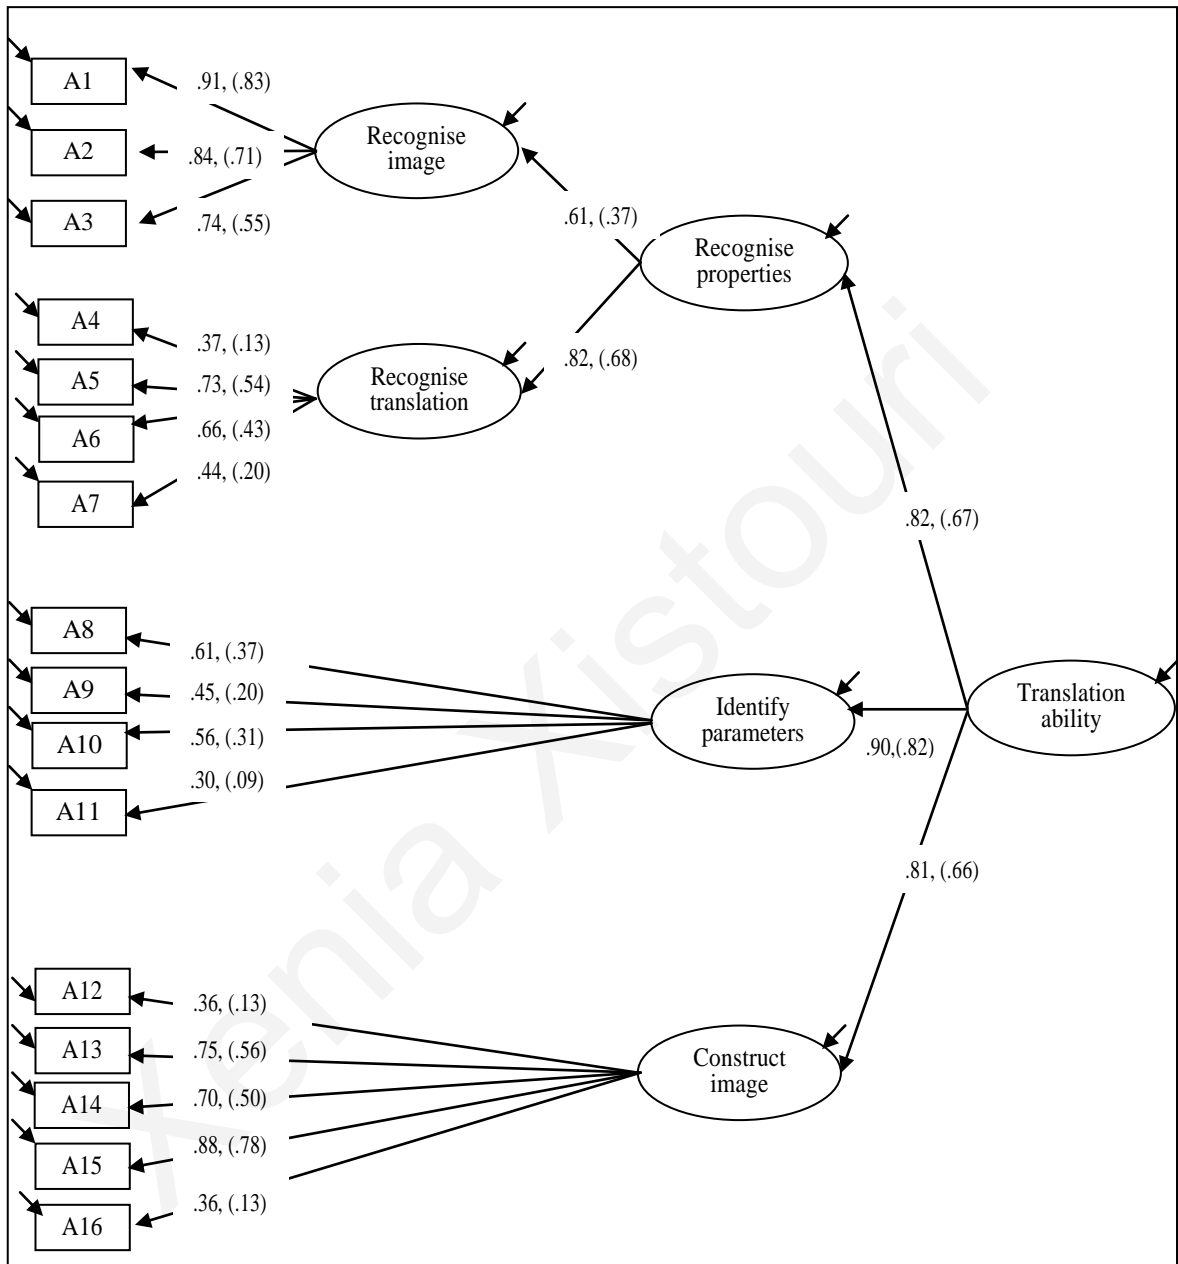 A1
.91, (.83)
A2
.84, (.71)
A3
.74, (.55)
Recognise
image
.61, (.37)
Recognise
properties
A4
.37, (.13)
A5
.73, (.54)
A6
.66, (.43)
A7
.44, (.20)
Recognise
translation
.82, (.68)
.82, (.67)
A8
.61, (.37)
A9
.45, (.20)
A10
.56, (.31)
A11
.30, (.09)
Identify
parameters
.90,(.82)
Translation
ability
.81, (.66)
A12
.36, (.13)
A13
.75, (.56)
A14
.70, (.50)
A15
.88, (.78)
A16
.36, (.13)
Construct
image
Xenia Xistouri